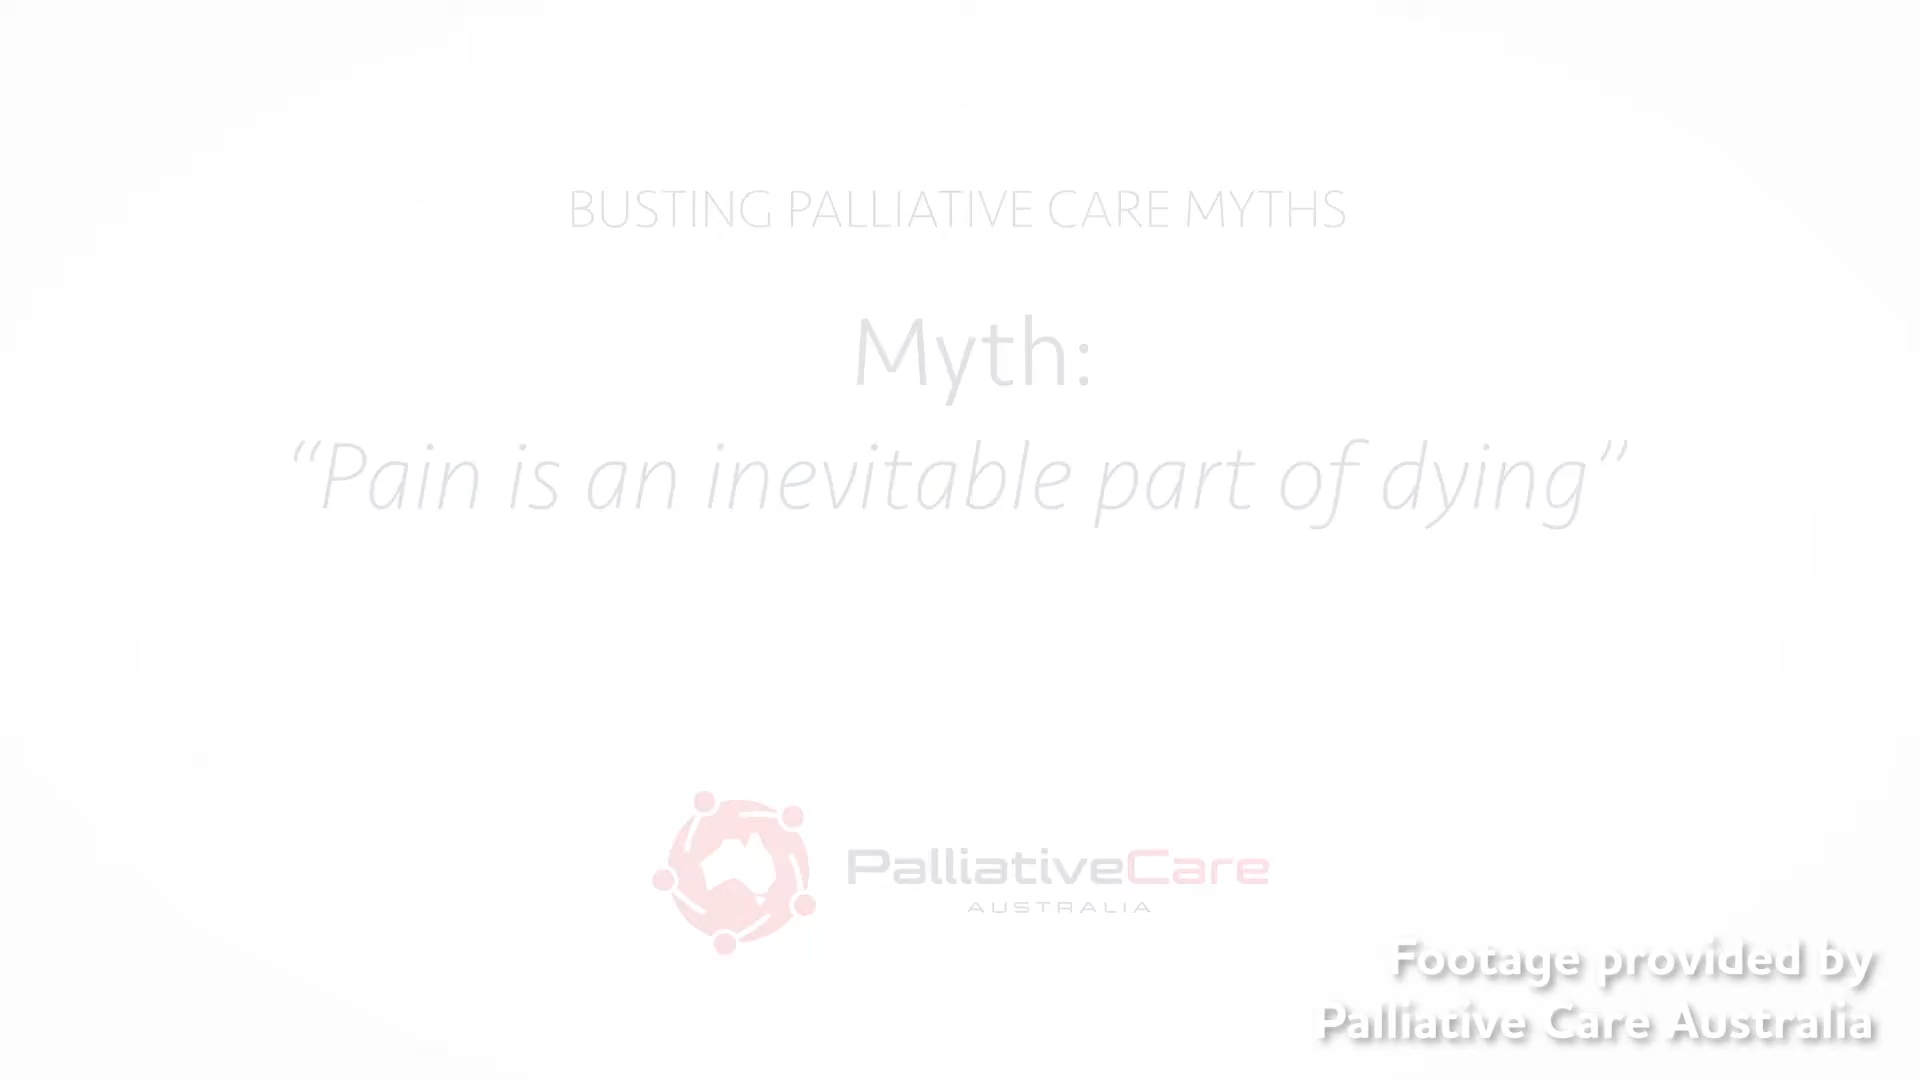 BUSTING PALLIATIVE CARE MYTHS
Myth:
“Pain is an inevitable part of dying”
PalliativeCare
AUSTRALIA
Footage provided by
Palliative Care Australia